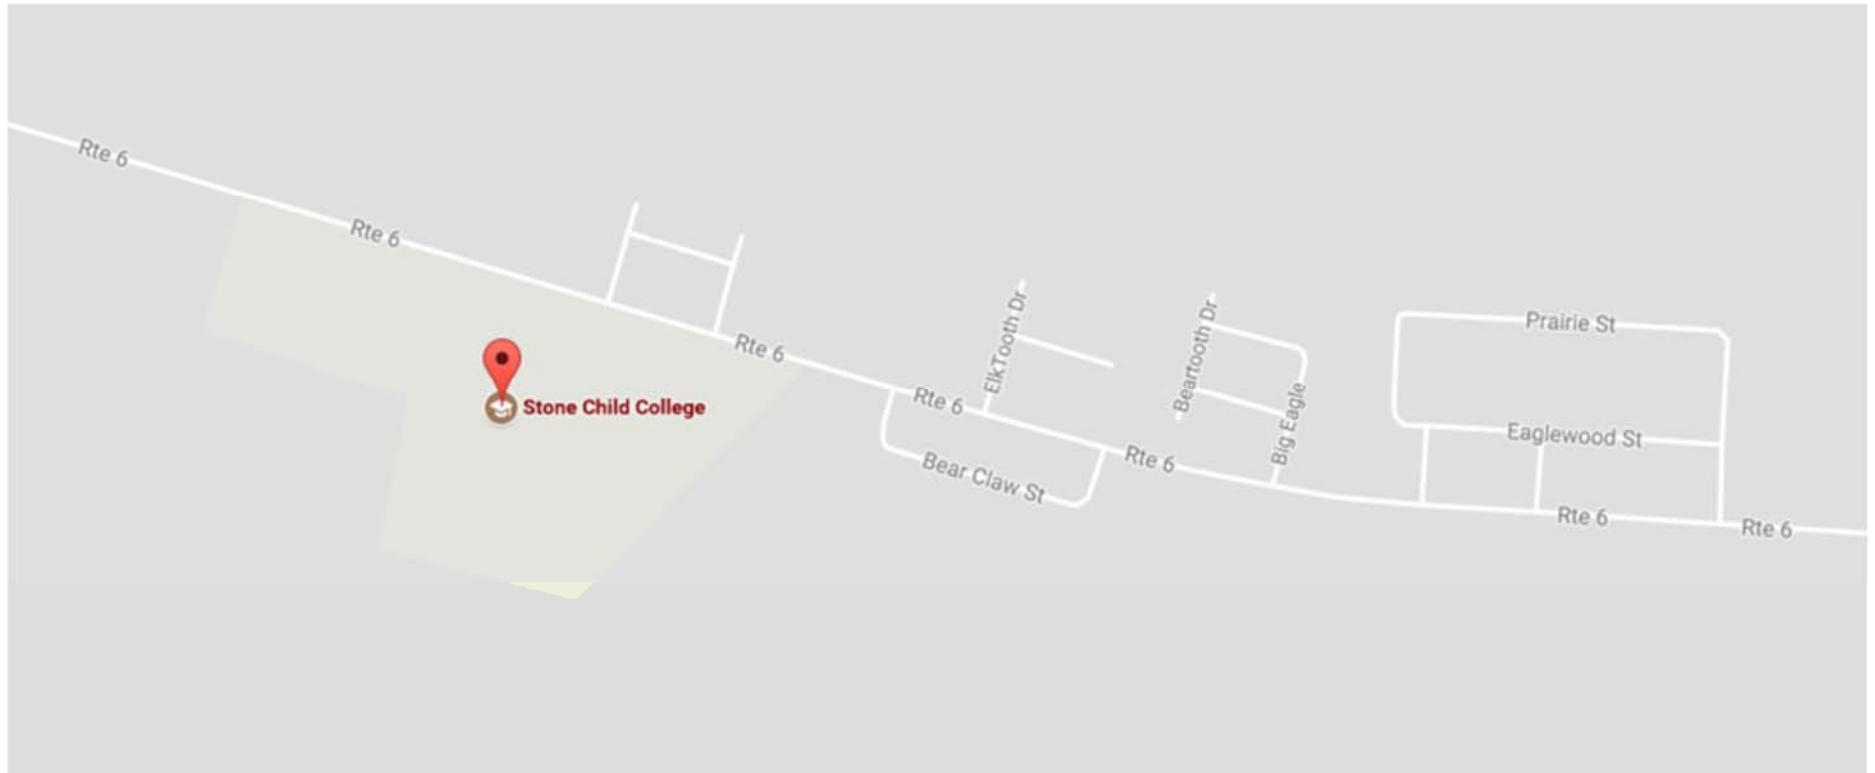 Rte 6
Rte 6
Rte 6
Stone Child College
Rte 6
ElkTooth Dr
Bear Claw St
Rte 6
Beartooth Dr
Big Eagle
Prairie St
Eaglewood St
Rte 6
Rte 6